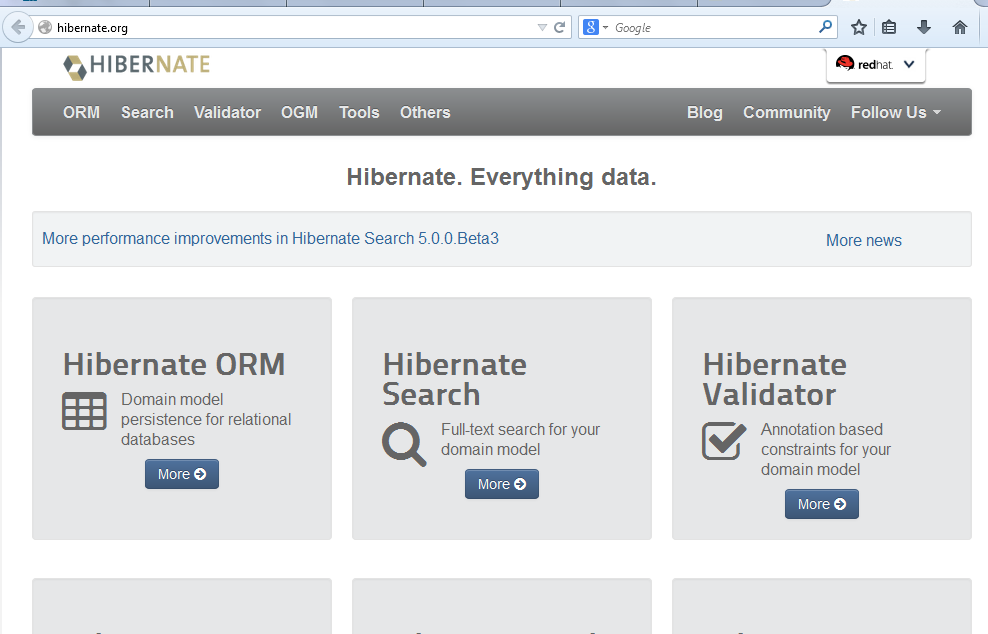 hibernate.org
Google
HIBERNATE
redhat.
ORM Search Validator OGM Tools Others Blog Community Follow Us
Hibernate. Everything data.
More performance improvements in Hibernate Search 5.0.0.Beta3 More news
Hibernate ORM
Domain model
persistence for relational
databases
More
Hibernate
Search
Full-text search for your
domain model
More
Hibernate
Validator
Annotation based
constraints for your
domain model
More